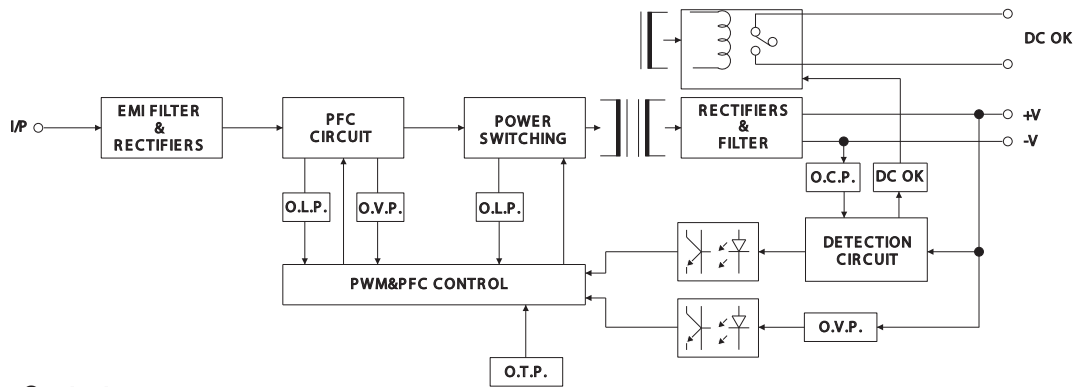 DC OK
I/P
EMI FILTER
&
RECTIFIERS
PFC
CIRCUIT
POWER
SWITCHING
RECTIFIERS
&
FILTER
+V
-V
O.C.P.
DC OK
O.L.P.
O.V.P.
O.L.P.
DETECTION
CIRCUIT
PWM&PFC CONTROL
O.V.P.
O.T.P.